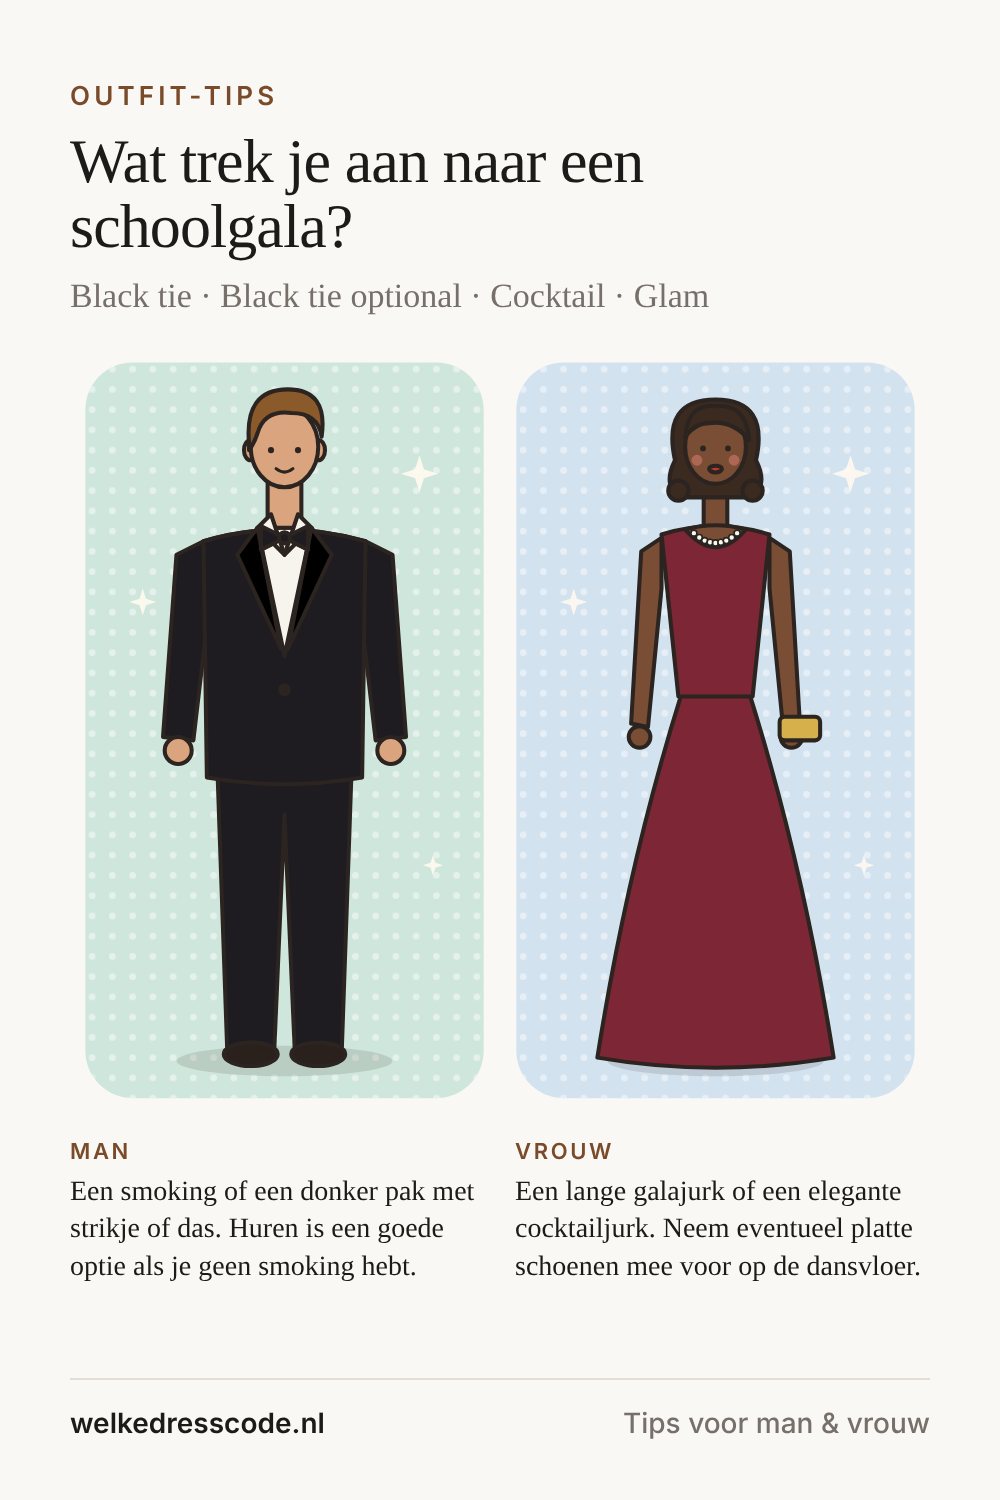 OUTFIT-TIPS
Wat trek je aan naar een
schoolgala?
Black tie · Black tie optional · Cocktail · Glam
MAN
Een smoking of een donker pak met
strikje of das. Huren is een goede
optie als je geen smoking hebt.
VROUW
Een lange galajurk of een elegante
cocktailjurk. Neem eventueel platte
schoenen mee voor op de dansvloer.
welkedresscode.nl
Tips voor man & vrouw